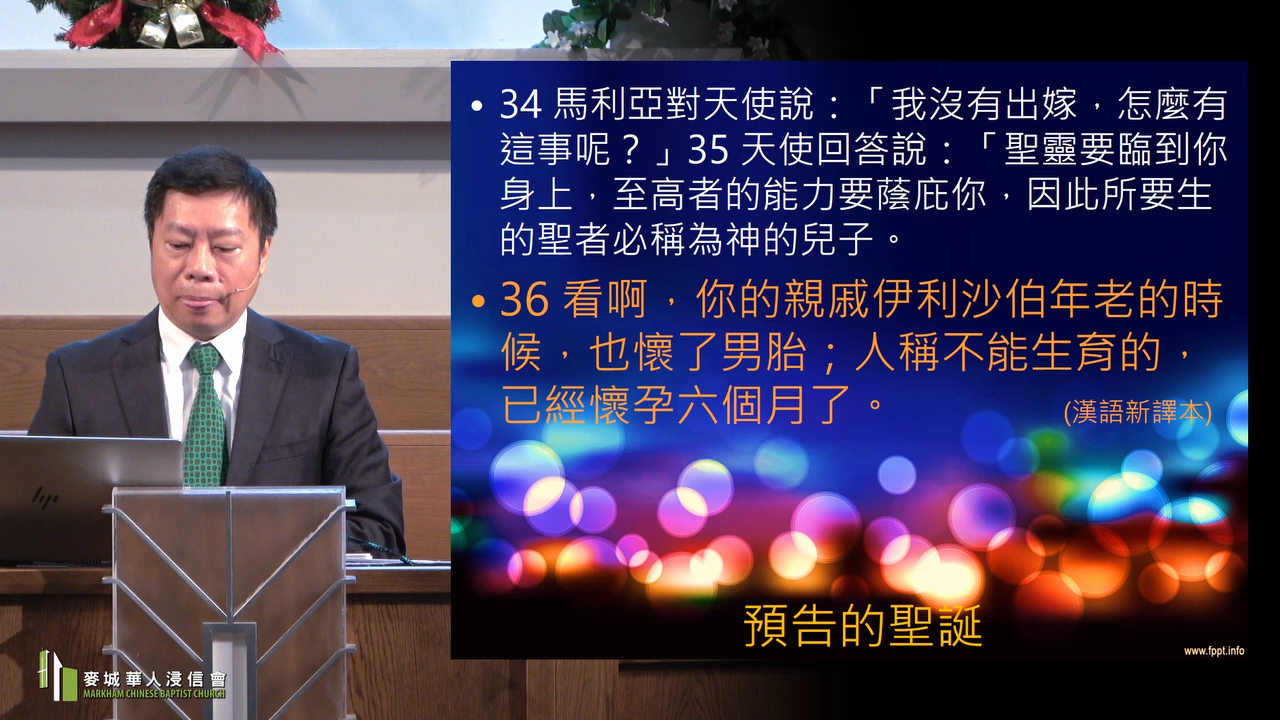 • 34 馬利亞對天使說：「我沒有出嫁，怎麼有
這事呢？」35 天使回答說：「聖靈要臨到你
身上，至高者的能力要蔭庇你，因此所要生
的聖者必稱為神的兒子。
• 36 看啊，你的親戚伊利沙伯年老的時
候，也懷了男胎；人稱不能生育的，
已經懷孕六個月了。
(漢語新譯本)
預告的聖誕
www.fppt.info
hp
麥城華人浸信會
MARKHAM CHINESE BAPTIST CHURCH